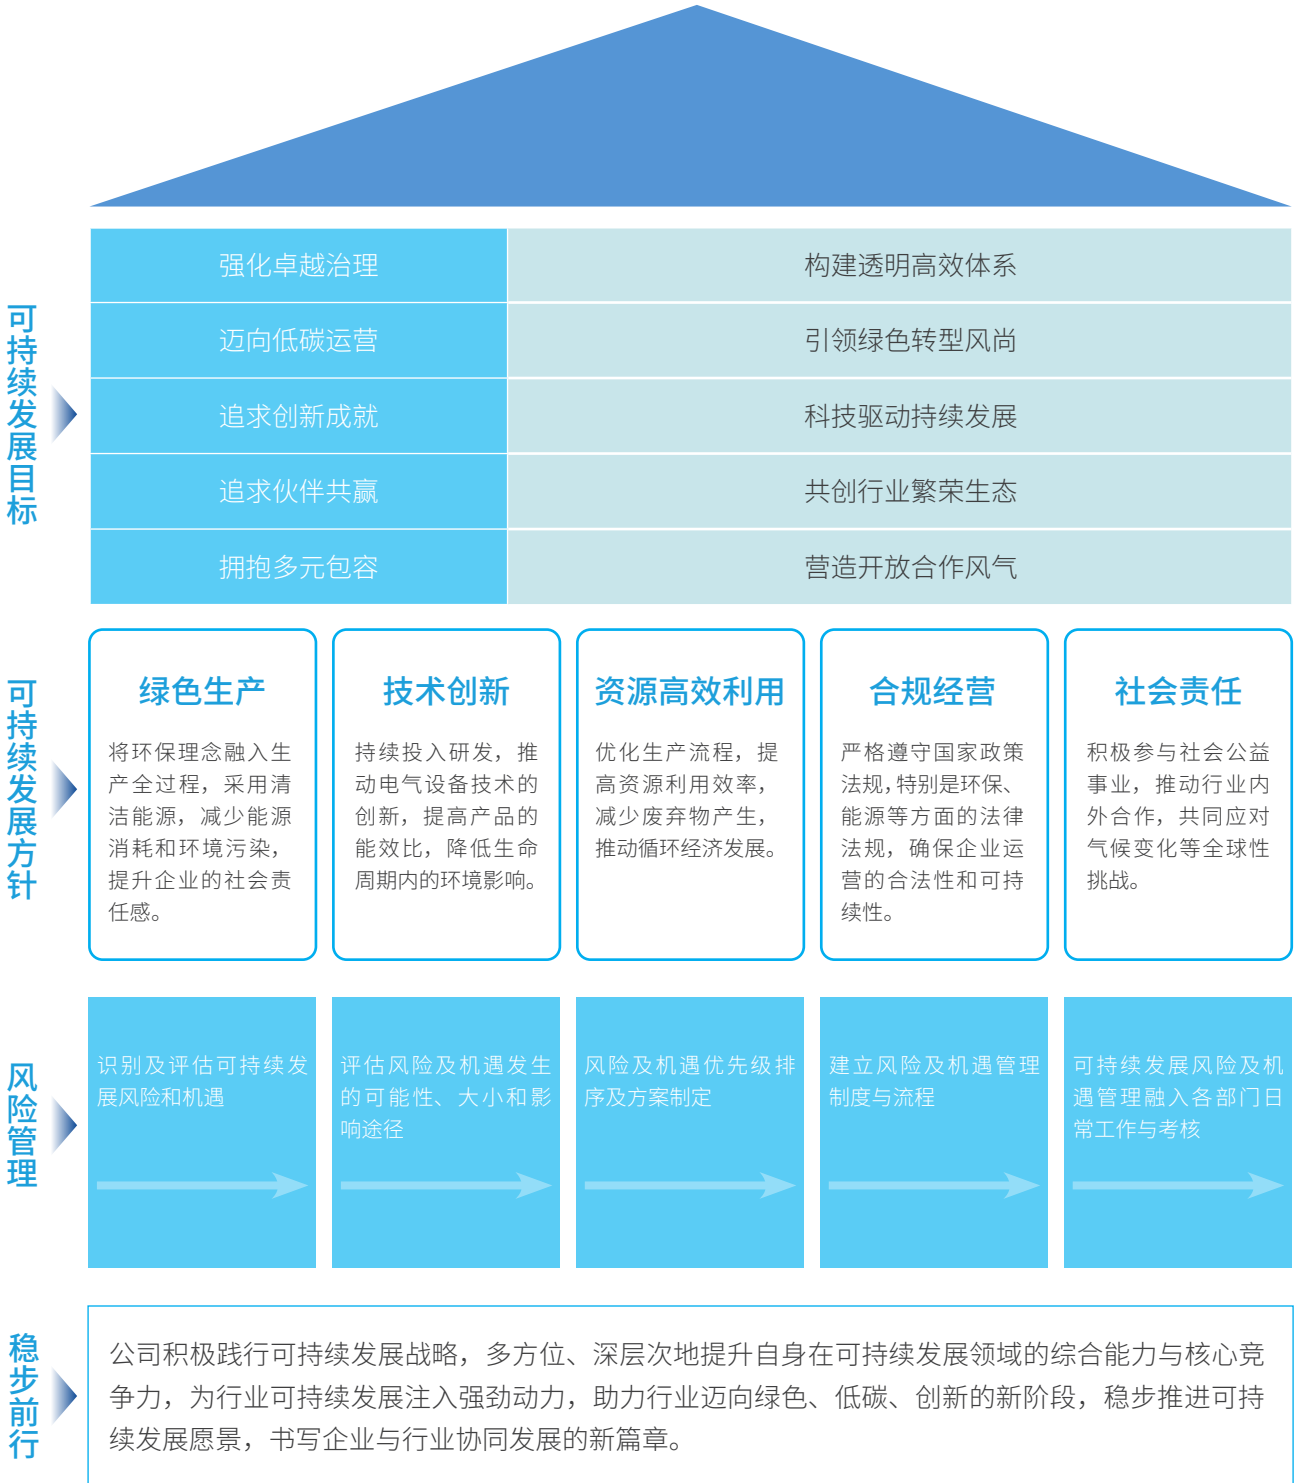 可持续发展目标
强化卓越治理
构建透明高效体系
迈向低碳运营
引领绿色转型风尚
追求创新成就
科技驱动持续发展
追求伙伴共赢
共创行业繁荣生态
拥抱多元包容
营造开放合作风气
可持续发展方针
绿色生产
将环保理念融入生
产全过程，采用清
洁能源，减少能源
消耗和环境污染，
提升企业的社会责
任感。
技术创新
持续投入研发，推
动电气设备技术的
创新，提高产品的
能效比，降低生命
周期内的环境影响。
资源高效利用
优化生产流程，提
高资源利用效率，
减少废弃物产生，
推动循环经济发展。
合规经营
严格遵守国家政策
法规，特别是环保、
能源等方面的法律
法规，确保企业运
营的合法性和可持
续性。
社会责任
积极参与社会公益
事业，推动行业内
外合作，共同应对
气候变化等全球性
挑战。
风险管理
识别及评估可持续发
展风险和机遇
评估风险及机遇发生
的可能性、大小和影
响途径
风险及机遇优先级排
序及方案制定
建立风险及机遇管理
制度与流程
可持续发展风险及机
遇管理融入各部门日
常工作与考核
稳步前行
公司积极践行可持续发展战略，多方位、深层次地提升自身在可持续发展领域的综合能力与核心竞
争力，为行业可持续发展注入强劲动力，助力行业迈向绿色、低碳、创新的新阶段，稳步推进可持
续发展愿景，书写企业与行业协同发展的新篇章。